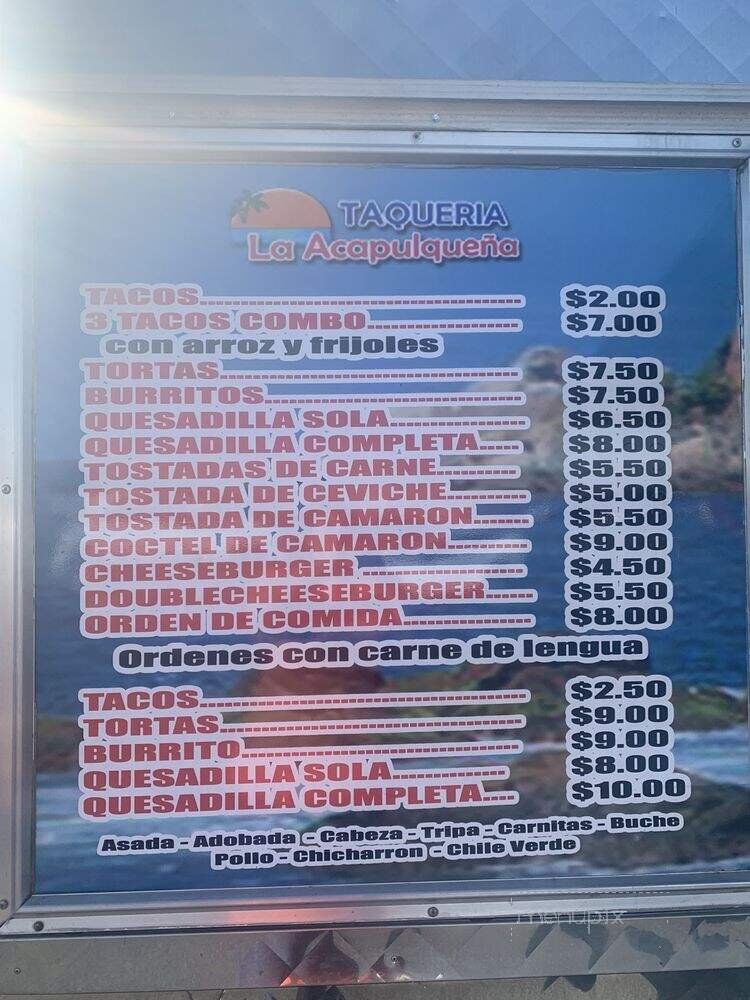 TAQUERIA
La Acapulqueña
TACOS........ $2.00
3 TACOS COMBO........ $7.00
con arroz y frijoles
TORTAS........ $7.50
BURRITOS........ $7.50
QUESADILLA SOLA........ $6.50
QUESADILLA COMPLETA..... $8.00
TOSTADAS DE CARNE........ $5.50
TOSTADA DE CEVICHE........ $5.00
TOSTADA DE CAMARON........ $5.50
COCTEL DE CAMARON........ $9.00
CHEESEBURGER ........ $4.50
DOUBLECHEESEBURGER...... $5.50
ORDEN DE COMIDA........ $8.00
Ordenes con carne de lengua
TACOS........ $2.50
TORTAS........ $9.00
BURRITO........ $9.00
QUESADILLA SOLA........ $8.00
QUESADILLA COMPLETA.... $10.00
Asada - Adobada - Cabeza - Tripa - Carnitas - Buche
Pollo - Chicharron - Chile Verde
menupix